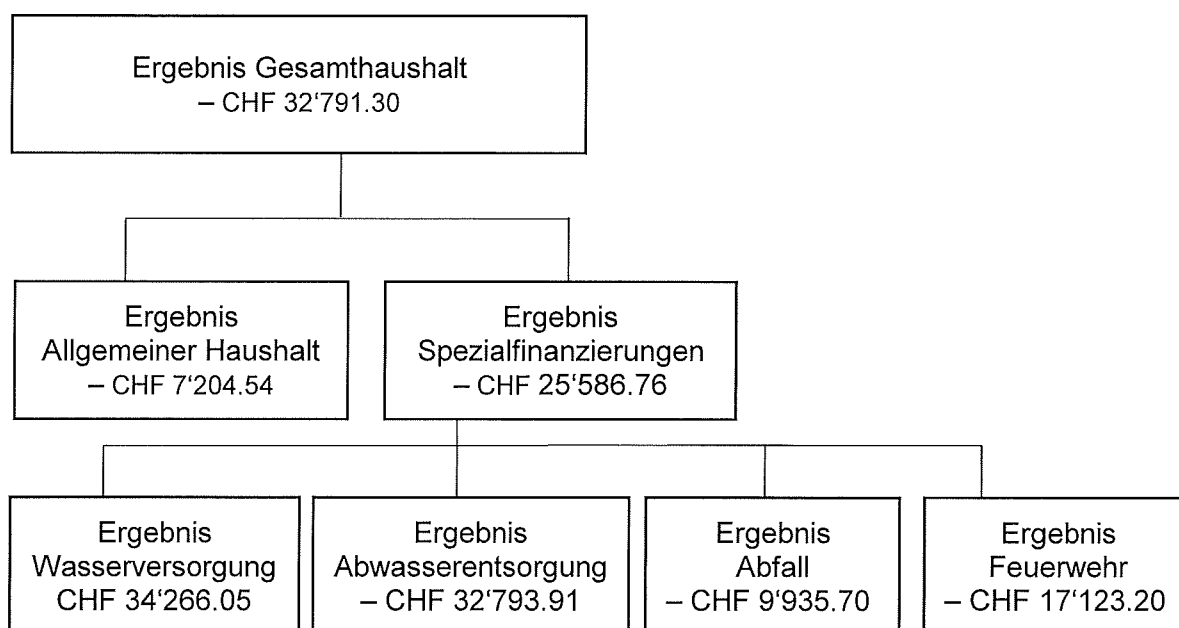 Ergebnis Gesamthaushalt
– CHF 32‘791.30
Ergebnis
Allgemeiner Haushalt
– CHF 7‘204.54
Ergebnis
Spezialfinanzierungen
– CHF 25‘586.76
Ergebnis
Wasserversorgung
CHF 34‘266.05
Ergebnis
Abwasserentsorgung
– CHF 32‘793.91
Ergebnis
Abfall
– CHF 9‘935.70
Ergebnis
Feuerwehr
– CHF 17‘123.20